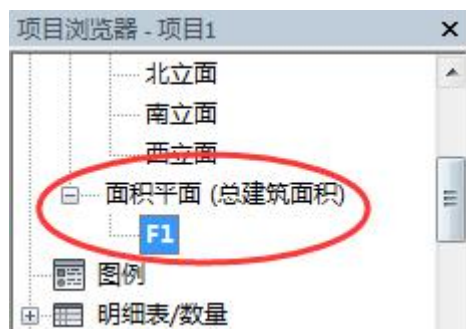 项目浏览器 - 项目1
北立面
南立面
西立面
面积平面 (总建筑面积)
F1
图例
明细表/数量